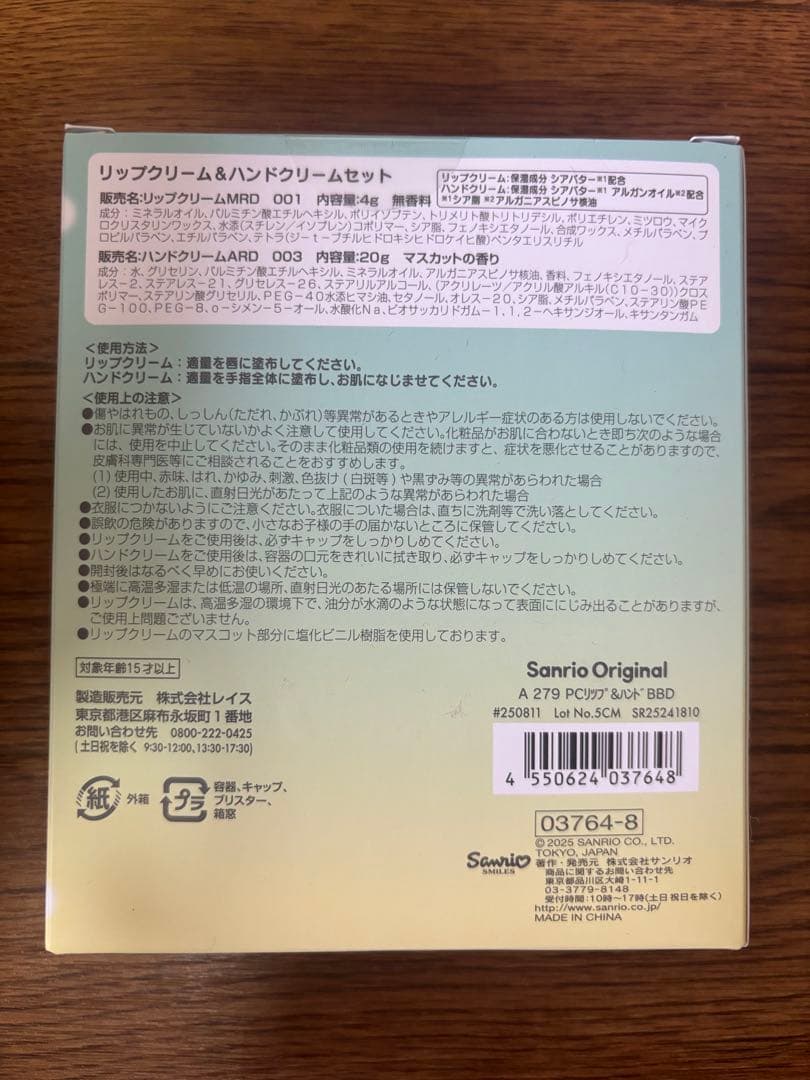 リップクリーム&ハンドクリームセット
リップクリーム:保湿成分 シアバター※1配合
ハンドクリーム:保湿成分 シアバター※1 アルガンオイル※2配合
※1シア脂 ※2アルガニアスピノサ核油
販売名:リップクリームMRD 001 内容量:4g 無香料
成分:ミネラルオイル、パルミチン酸エチルヘキシル、ポリイソブテン、トリメリト酸トリトリデシル、ポリエチレン、ミツロウ、マイク
ロクリスタリンワックス、水添(スチレン/イソプレン)コポリマー、シア脂、フェノキシエタノール、合成ワックス、メチルパラベン、プ
ロピルパラベン、エチルパラベン、テトラ(ジ-t-ブチルヒドロキシヒドロケイヒ酸)ペンタエリスリチル
販売名:ハンドクリームARD 003 内容量:20g マスカットの香り
成分:水、グリセリン、パルミチン酸エチルヘキシル、ミネラルオイル、アルガニアスピノサ核油、香料、フェノキシエタノール、ステア
レス-2、ステアレス-21、グリセレス-26、ステアリルアルコール、(アクリレーツ/アクリル酸アルキル(C10-30))クロス
ポリマー、ステアリン酸グリセリル、PEG-40水添ヒマシ油、セタノール、オレス-20、シア脂、メチルパラベン、ステアリン酸PE
G-100、PEG-8、o-シメン-5-オール、水酸化Na、ビオサッカリドガム-1、1,2-ヘキサンジオール、キサンタンガム
<使用方法>
リップクリーム:適量を唇に塗布してください。
ハンドクリーム:適量を手指全体に塗布し、お肌になじませてください。
<使用上の注意>
●傷やはれもの、しっしん(ただれ、かぶれ)等異常があるときやアレルギー症状のある方は使用しないでください。
●お肌に異常が生じていないかよく注意して使用してください。化粧品がお肌に合わないとき即ち次のような場合
には、使用を中止してください。そのまま化粧品類の使用を続けますと、症状を悪化させることがありますので、
皮膚科専門医等にご相談されることをおすすめします。
(1)使用中、赤味、はれ、かゆみ、刺激、色抜け(白斑等)や黒ずみ等の異常があらわれた場合
(2)使用したお肌に、直射日光があたって上記のような異常があらわれた場合
●衣服につかないようにご注意ください。衣服についた場合は、直ちに洗剤等で洗い落としてください。
●誤飲の危険がありますので、小さなお子様の手の届かないところに保管してください。
●リップクリームをご使用後は、必ずキャップをしっかりしめてください。
●ハンドクリームをご使用後は、容器の口元をきれいに拭き取り、必ずキャップをしっかりしめてください。
●開封後はなるべく早めにお使いください。
●極端に高温多湿または低温の場所、直射日光のあたる場所には保管しないでください。
●リップクリームは、高温多湿の環境下で、油分が水滴のような状態になって表面ににじみ出ることがありますが、
ご使用上問題ございません。
●リップクリームのマスコット部分に塩化ビニル樹脂を使用しております。
対象年齢15才以上
製造販売元 株式会社レイス
東京都港区麻布永坂町1番地
お問い合わせ先 0800-222-0425
(土日祝を除く 9:30-12:00、13:30-17:30)
紙 外箱
プラ 容器、キャップ、
ブリスター、
箱窓
Sanrio Original
A 279 PCリップ&ハンド BBD
#250811 Lot No.5CM SR25241810
4 550624 037648
03764-8
© 2025 SANRIO CO., LTD.
TOKYO, JAPAN
Sanrio SMILES
著作・発売元 株式会社サンリオ
商品に関するお問い合わせ先
東京都品川区大崎1-11-1
03-3779-8148
受付時間:10時〜17時(土日祝日を除く)
http://www.sanrio.co.jp/
MADE IN CHINA